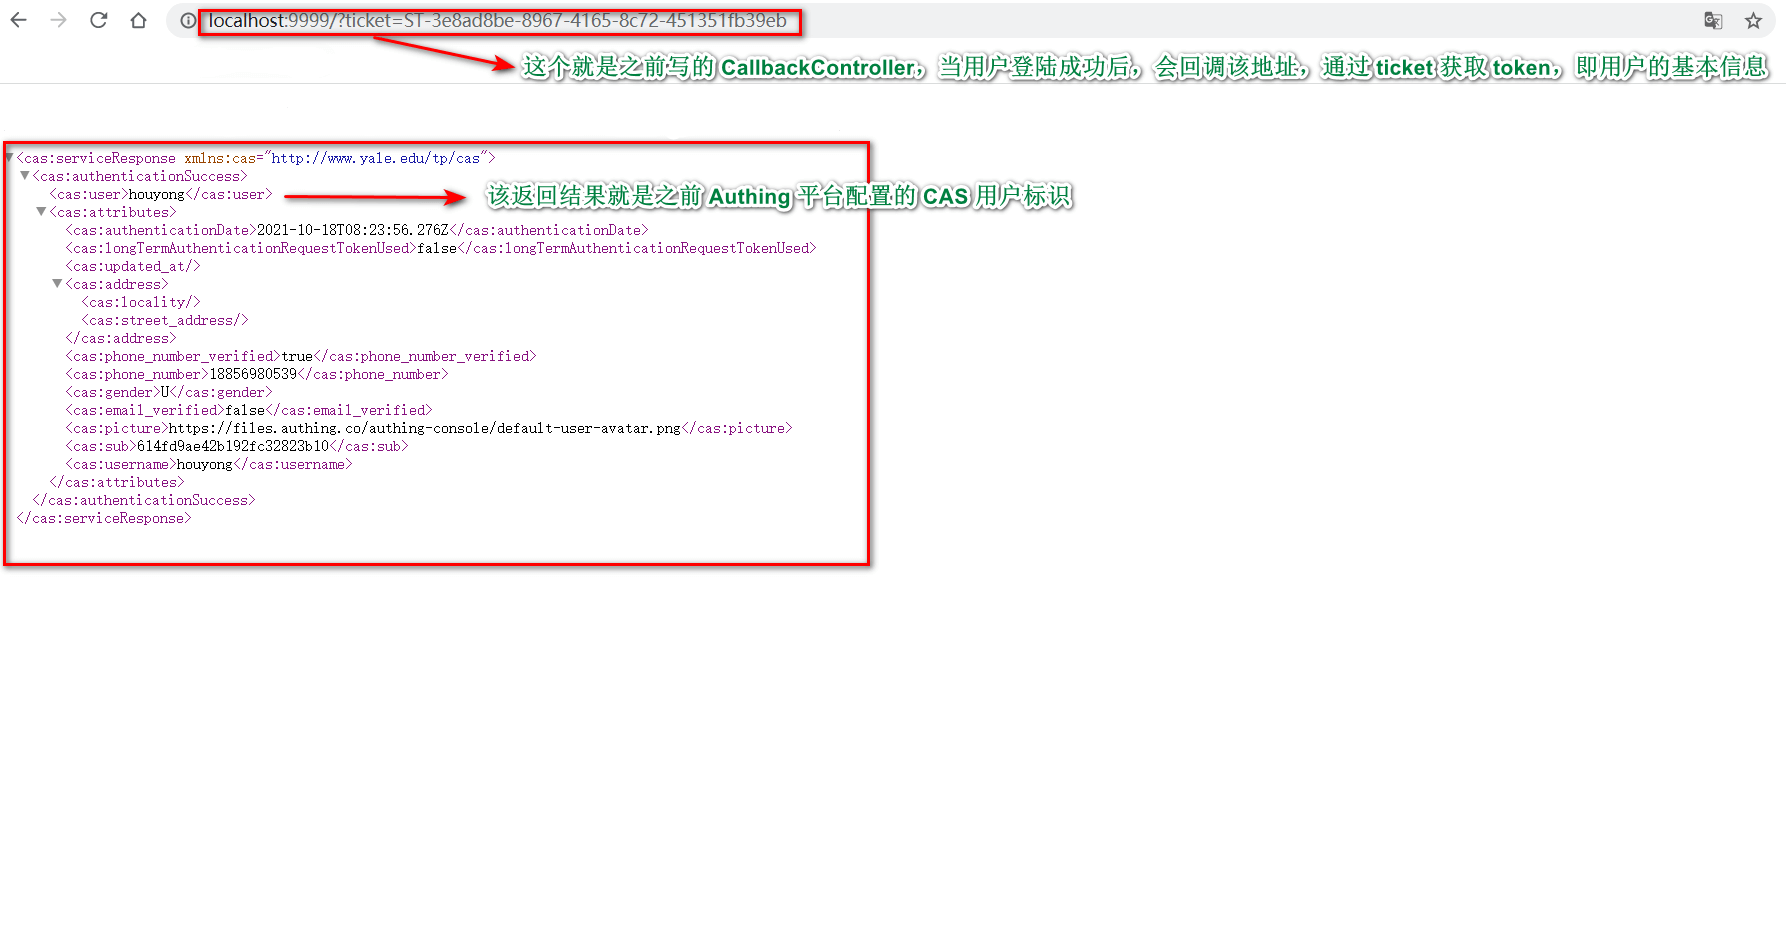 localhost:9999/?ticket=ST-3e8ad8be-8967-4165-8c72-451351fb39eb
这个就是之前写的 CallbackController，当用户登陆成功后，会回调该地址，通过 ticket 获取 token，即用户的基本信息
<cas:serviceResponse xmlns:cas="http://www.yale.edu/tp/cas">
<cas:authenticationSuccess>
<cas:user>houyong</cas:user>
该返回结果就是之前 Authing 平台配置的 CAS 用户标识
<cas:attributes>
<cas:authenticationDate>2021-10-18T08:23:56.276Z</cas:authenticationDate>
<cas:longTermAuthenticationRequestTokenUsed>false</cas:longTermAuthenticationRequestTokenUsed>
<cas:updated_at/>
<cas:address>
<cas:locality/>
<cas:street_address/>
</cas:address>
<cas:phone_number_verified>true</cas:phone_number_verified>
<cas:phone_number>18856980539</cas:phone_number>
<cas:gender>U</cas:gender>
<cas:email_verified>false</cas:email_verified>
<cas:picture>https://files.authing.co/authing-console/default-user-avatar.png</cas:picture>
<cas:sub>614fd9ae42b192fc32823b10</cas:sub>
<cas:username>houyong</cas:username>
</cas:attributes>
</cas:authenticationSuccess>
</cas:serviceResponse>